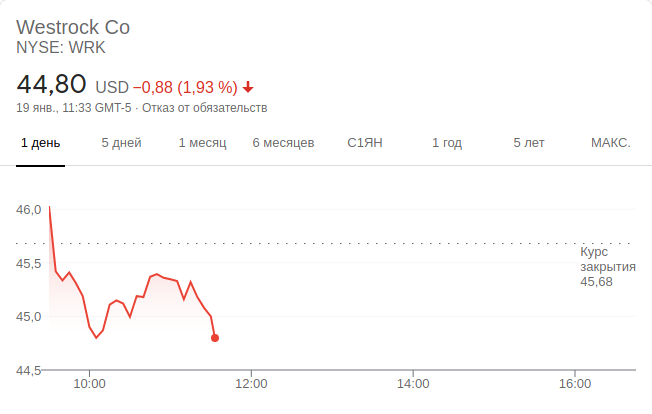 Westrock Co
NYSE: WRK
44,80 USD −0,88 (1,93 %)
19 янв., 11:33 GMT-5 · Отказ от обязательств
1 день 5 дней 1 месяц 6 месяцев С1ЯН 1 год 5 лет МАКС.
46,0
Курс
закрытия
45,5
45,68
45,0
44,5
10:00 12:00 14:00 16:00